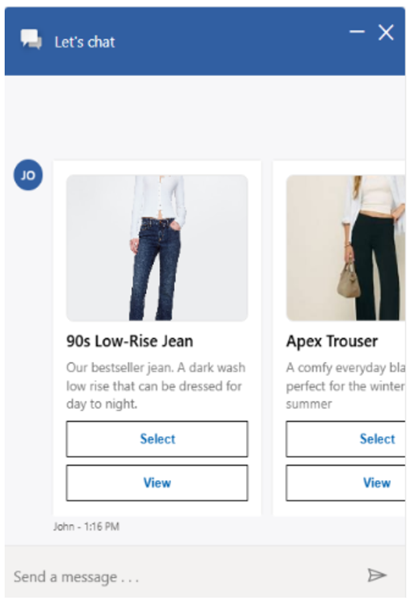 Let's chat
JO
90s Low-Rise Jean
Our bestseller jean. A dark wash
low rise that can be dressed for
day to night.
Select
View
Apex Trouser
A comfy everyday bla
perfect for the winter
summer
Select
View
John - 1:16 PM
Send a message . . .